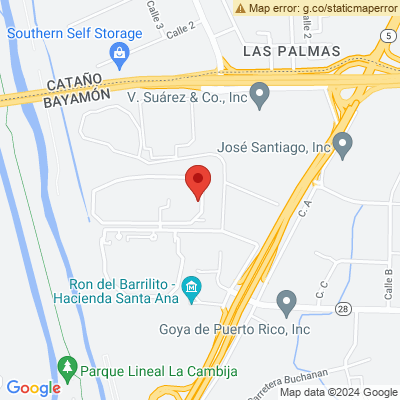 Map error: g.co/staticmaperror
Calle 3
Calle 2
Southern Self Storage
LAS PALMAS
Calle 2
5
CATAÑO
BAYAMÓN
V. Suárez & Co., Inc
José Santiago, Inc
C. A
Ron del Barrilito -
Hacienda Santa Ana
C. C
Calle B
28
Goya de Puerto Rico, Inc
Parque Lineal La Cambija
Carretera Buchanan
Google
Map data ©2024 Google